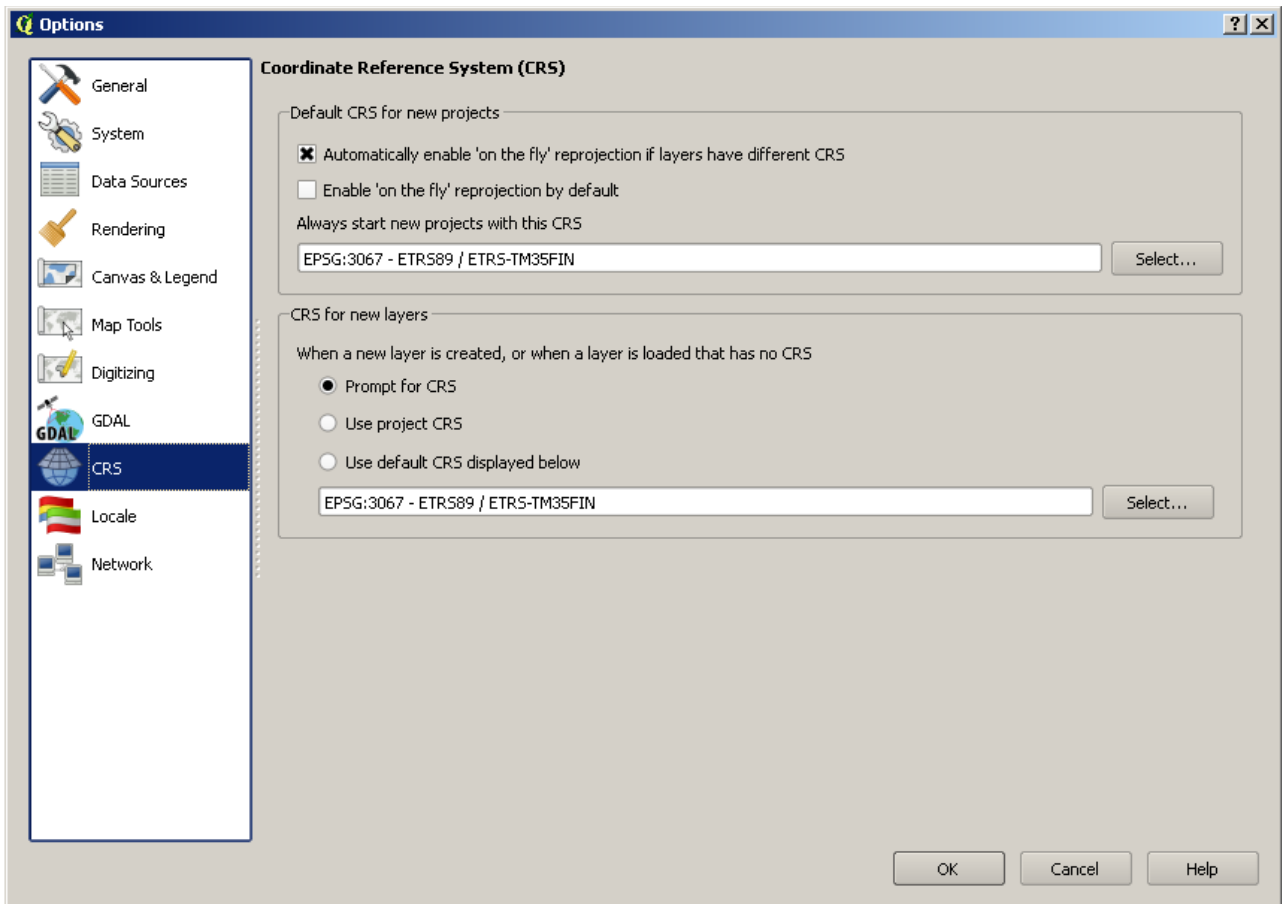 Options
General
System
Data Sources
Rendering
Canvas & Legend
Map Tools
Digitizing
GDAL
GDAL
CRS
Locale
Network
Coordinate Reference System (CRS)
Default CRS for new projects
Automatically enable 'on the fly' reprojection if layers have different CRS
Enable 'on the fly' reprojection by default
Always start new projects with this CRS
EPSG:3067 - ETRS89 / ETRS-TM35FIN
Select...
CRS for new layers
When a new layer is created, or when a layer is loaded that has no CRS
Prompt for CRS
Use project CRS
Use default CRS displayed below
EPSG:3067 - ETRS89 / ETRS-TM35FIN
Select...
OK
Cancel
Help